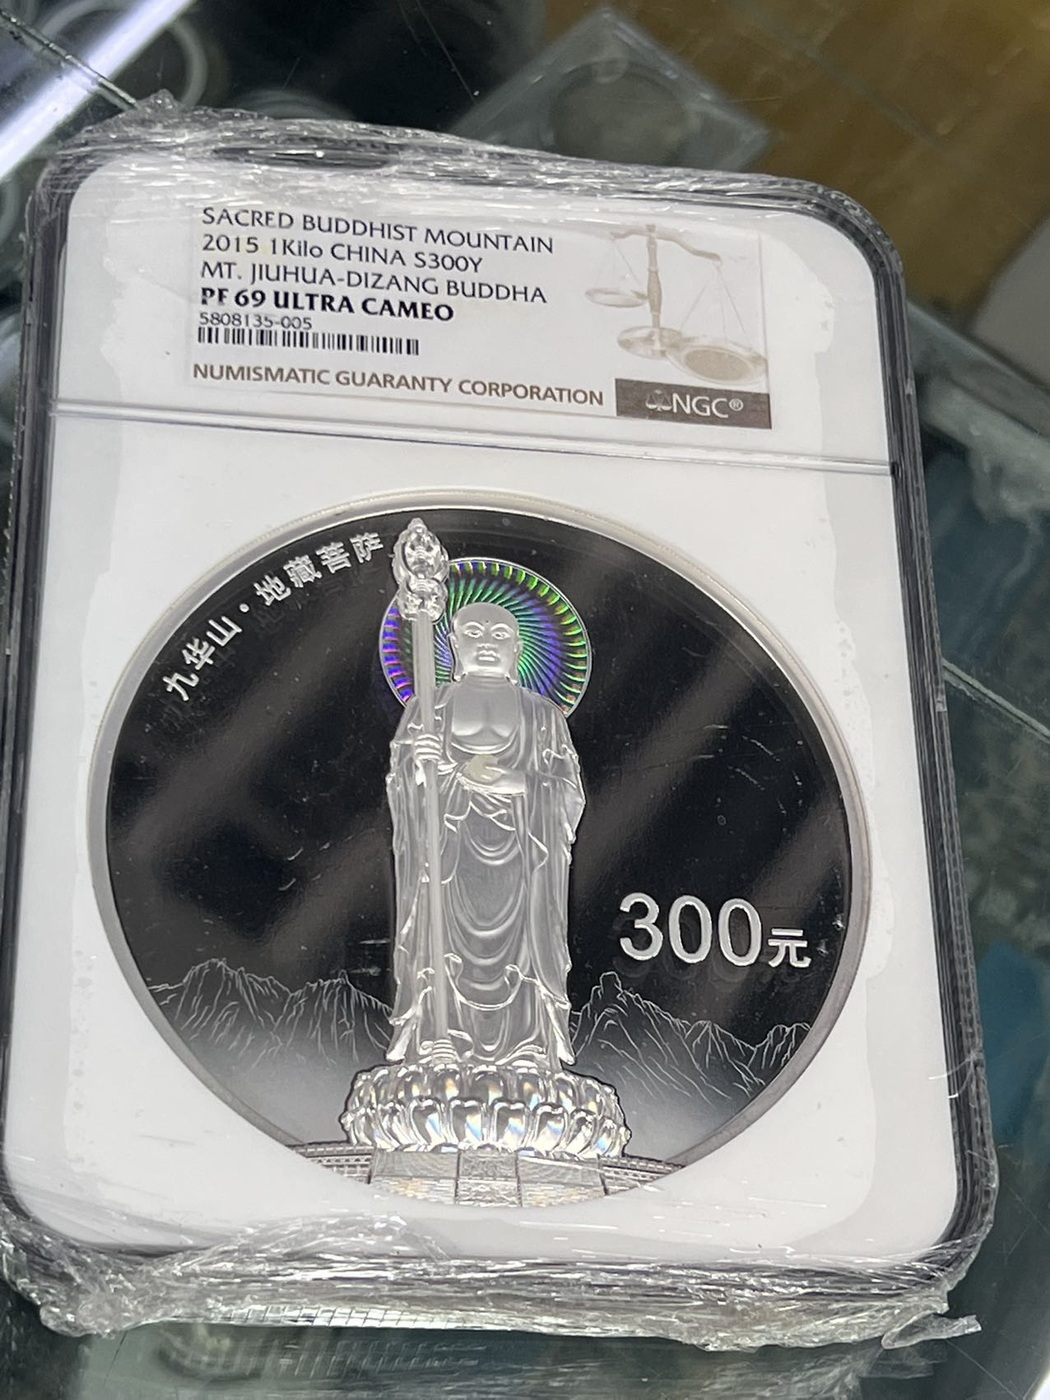 SACRED BUDDHIST MOUNTAIN
2015 1Kilo CHINA S300Y
MT. JIUHUA-DIZANG BUDDHA
PF 69 ULTRA CAMEO
5808135-005
NUMISMATIC GUARANTY CORPORATION
NGC®
九华山·地藏菩萨
300元